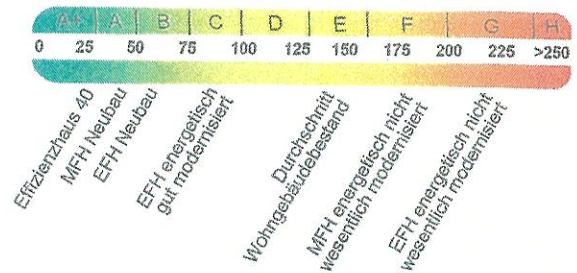 A+ A B C D E F G H
0 25 50 75 100 125 150 175 200 225 >250
Effizienzhaus 40
MFH Neubau
EFH Neubau
EFH energetisch
gut modernisiert
Durchschnitt
Wohngebäudebestand
MFH energetisch nicht
wesentlich modernisiert
EFH energetisch nicht
wesentlich modernisiert